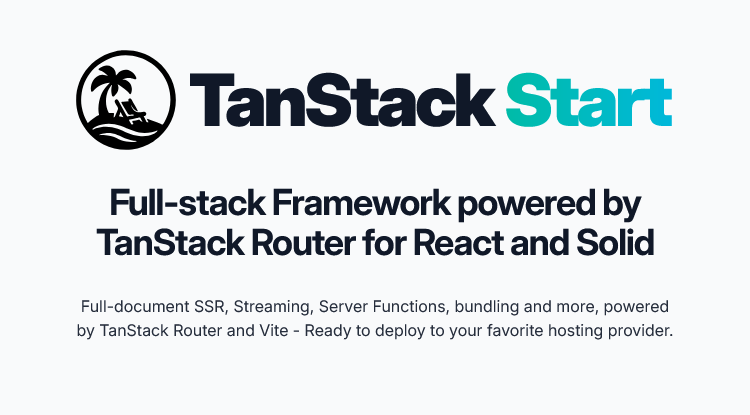 TanStack Start
Full-stack Framework powered by
TanStack Router for React and Solid
Full-document SSR, Streaming, Server Functions, bundling and more, powered
by TanStack Router and Vite - Ready to deploy to your favorite hosting provider.